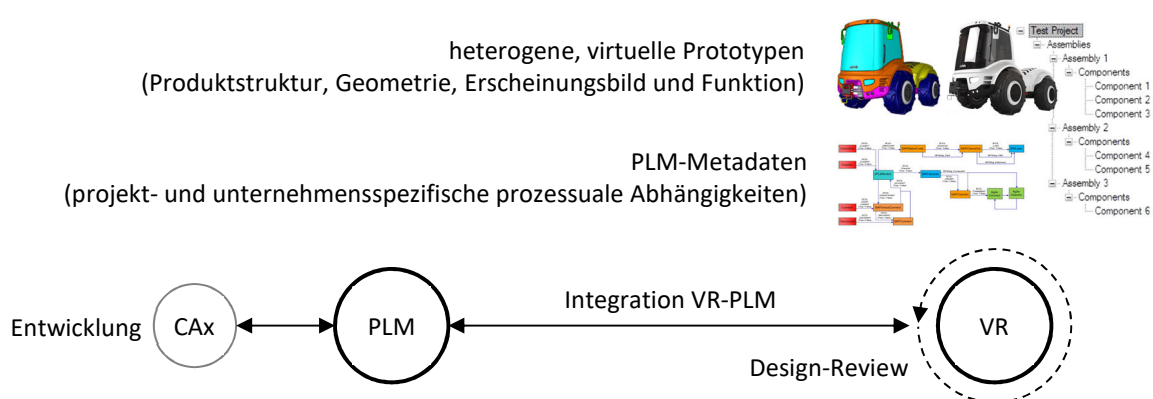 heterogene, virtuelle Prototypen
(Produktstruktur, Geometrie, Erscheinungsbild und Funktion)
Test Project
Assemblies
Assembly 1
Components
Component 1
Component 2
Component 3
Assembly 2
Components
Component 4
Component 5
Assembly 3
Components
Component 6
PLM-Metadaten
(projekt- und unternehmensspezifische prozessuale Abhängigkeiten)
Integration VR-PLM
Entwicklung
CAx
PLM
VR
Design-Review